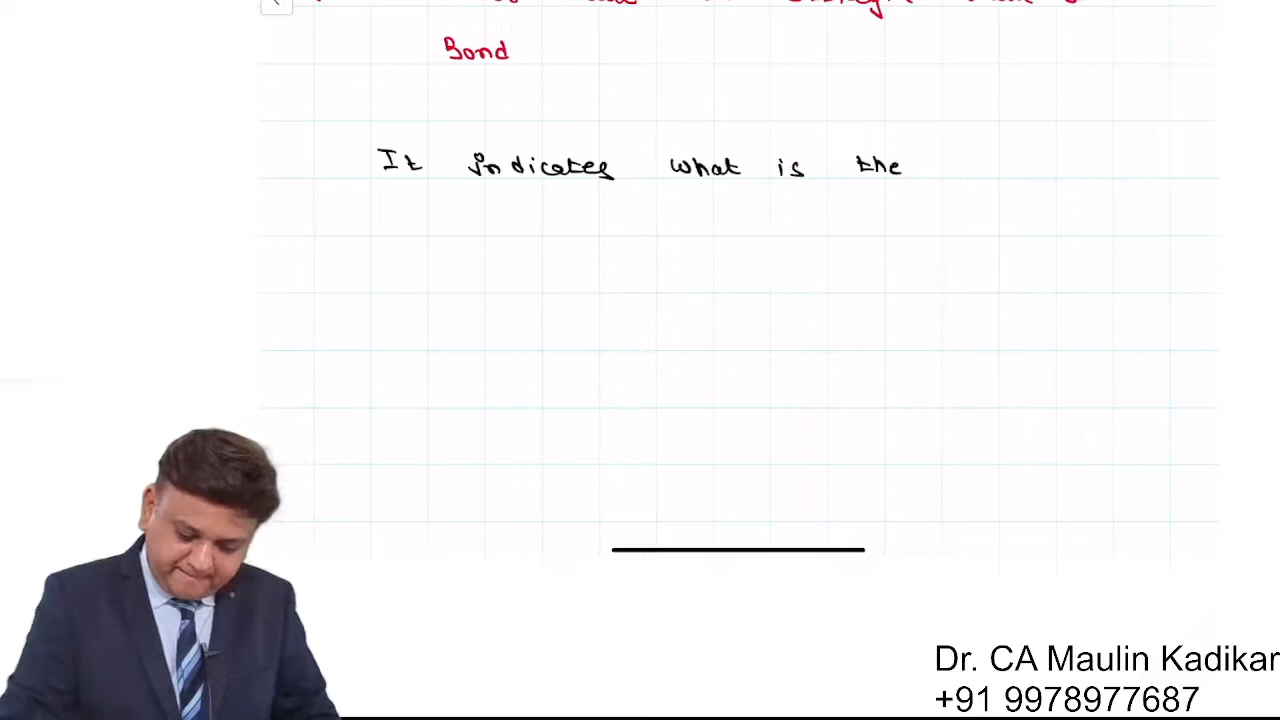 Bond
It indicates what is the
Dr. CA Maulin Kadikar
+91 9978977687